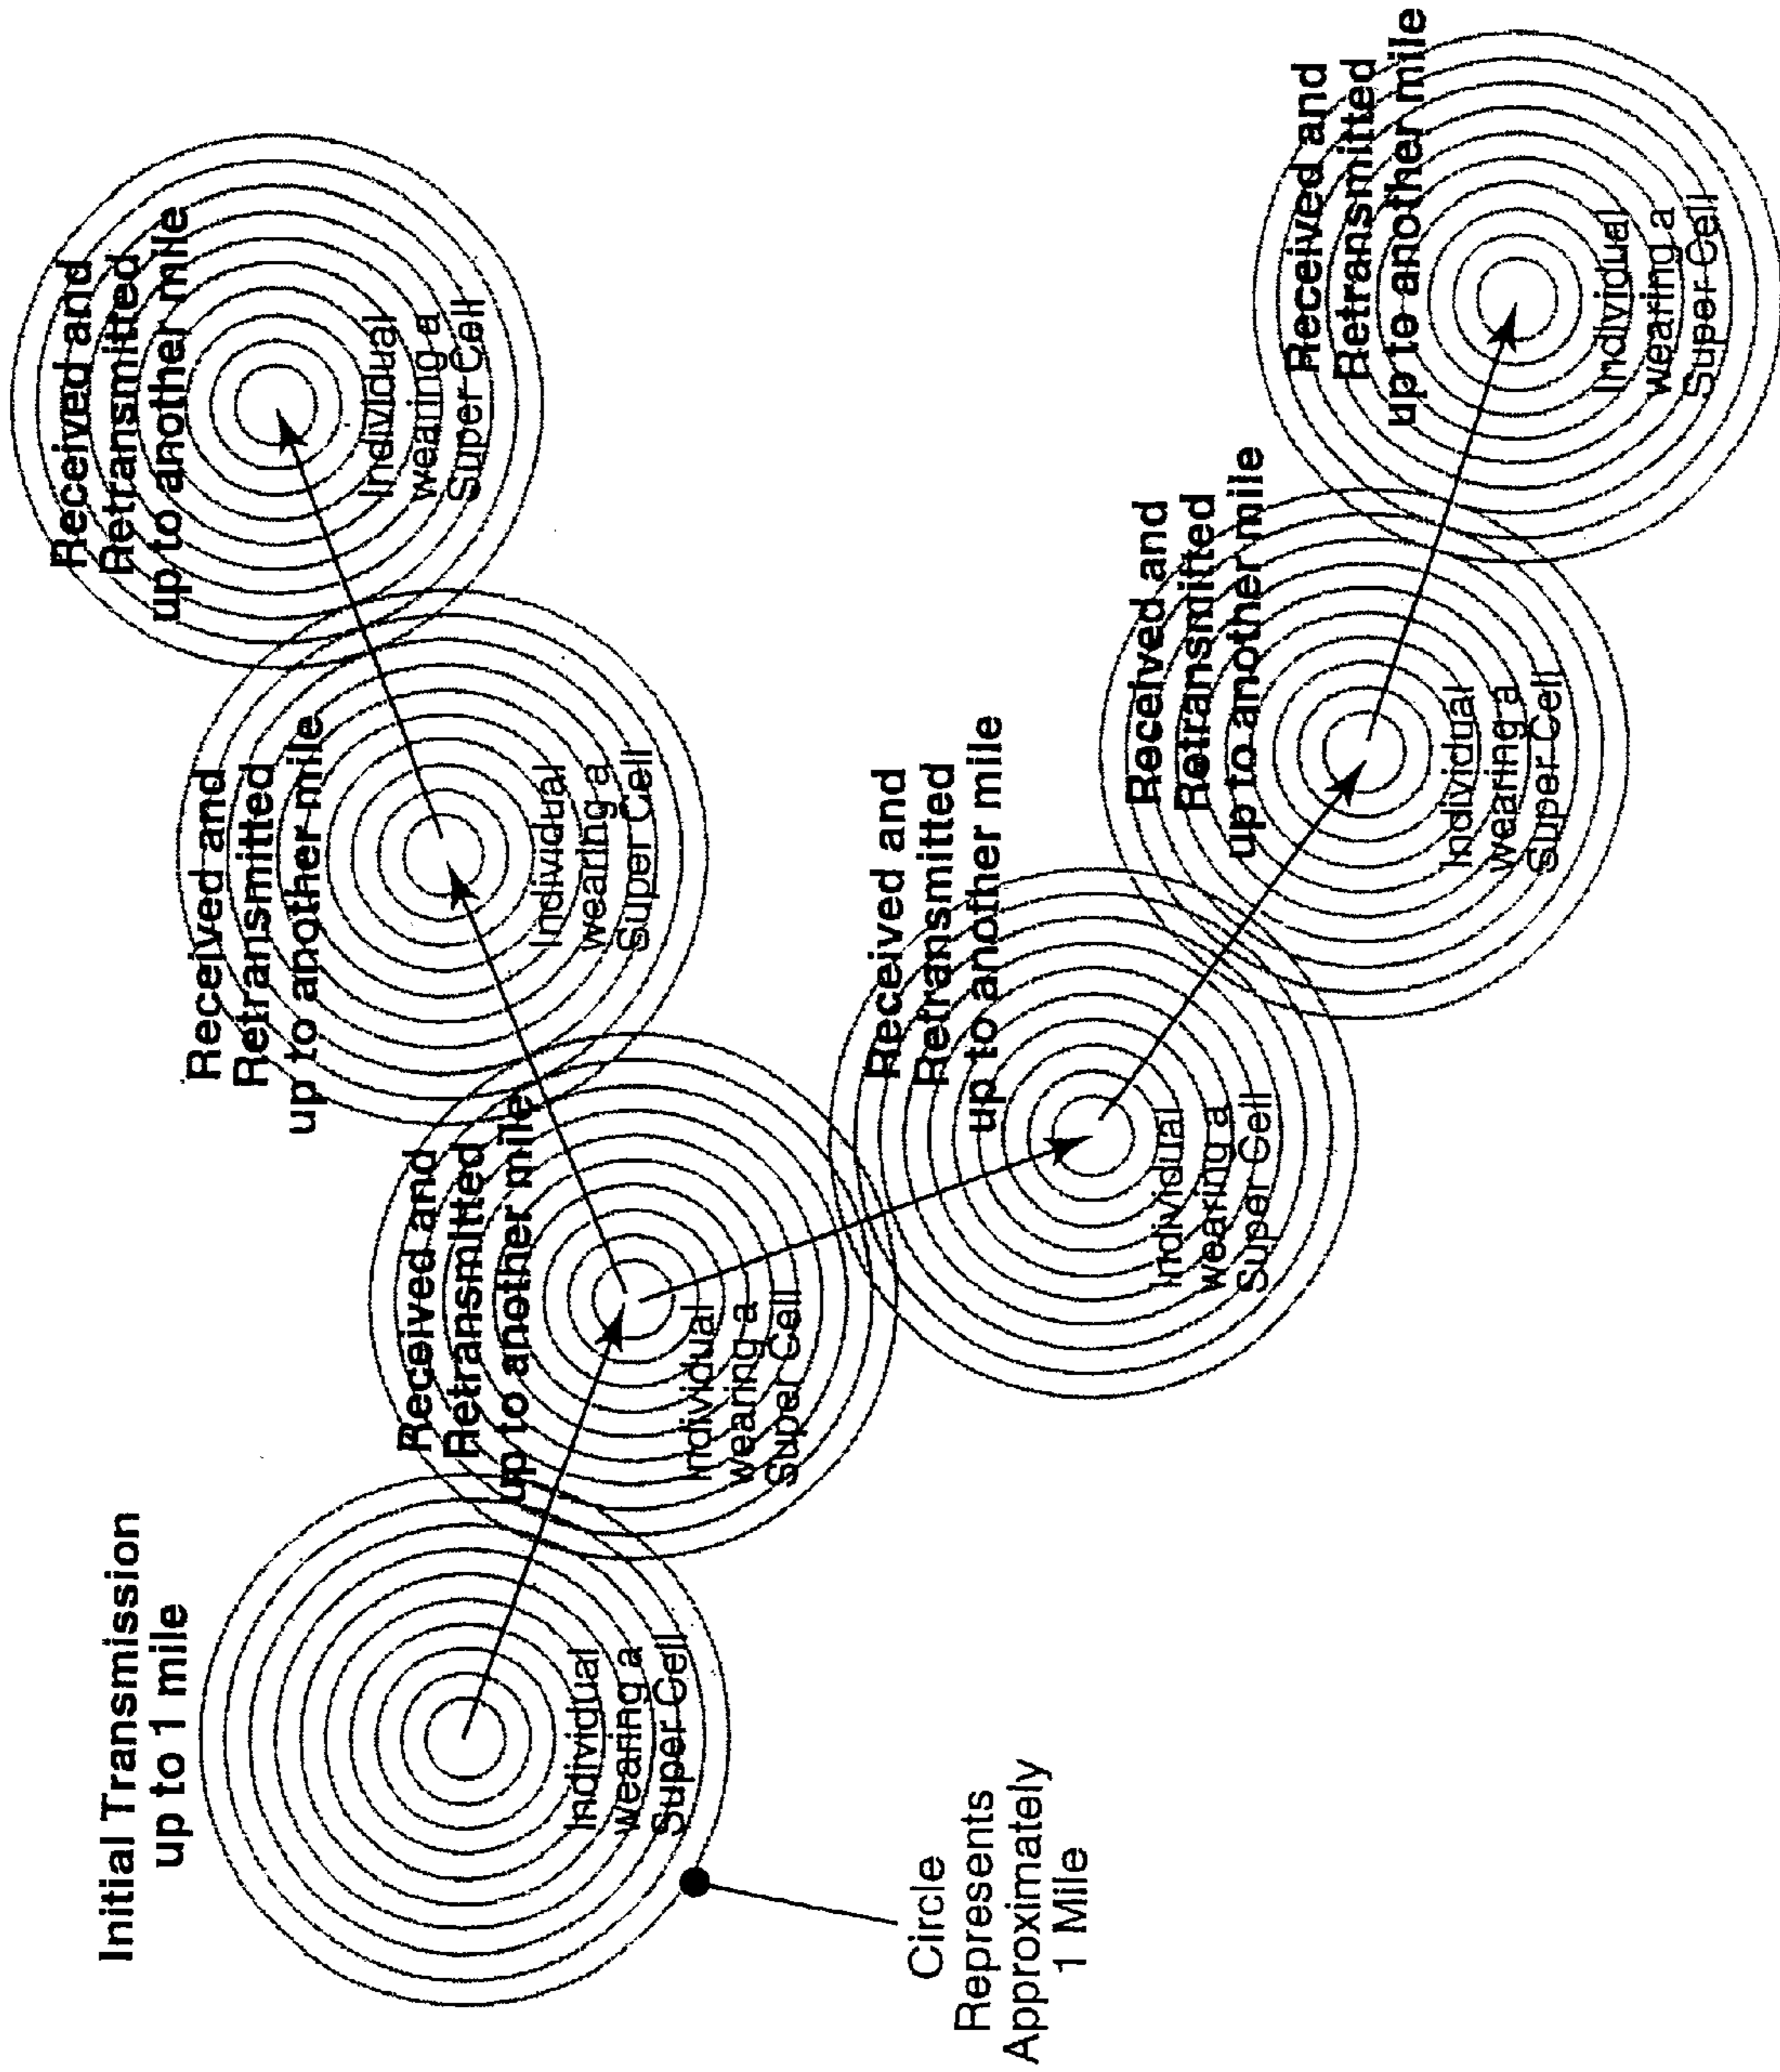 Initial Transmission
up to 1 mile
Individual
wearing a
Super Cell
Circle
Represents
Approximately
1 Mile
Received and
Retransmitted
up to another mile
Individual
wearing a
Super Cell
Received and
Retransmitted
up to another mile
Individual
wearing a
Super Cell
Received and
Retransmitted
up to another mile
Individual
wearing a
Super Cell
Received and
Retransmitted
up to another mile
Individual
wearing a
Super Cell
Received and
Retransmitted
up to another mile
Individual
wearing a
Super Cell
Received and
Retransmitted
up to another mile
Individual
wearing a
Super Cell